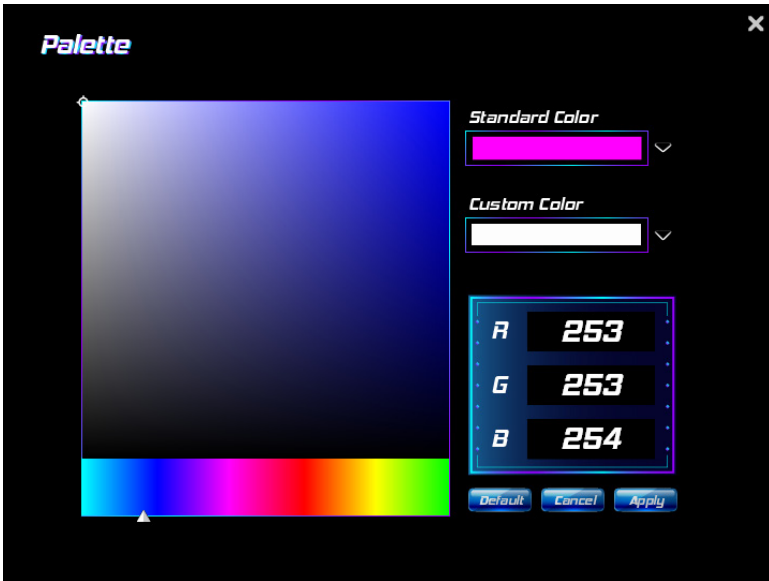 Palette
Standard Color
Custom Color
R 253
G 253
B 254
Default Cancel Apply